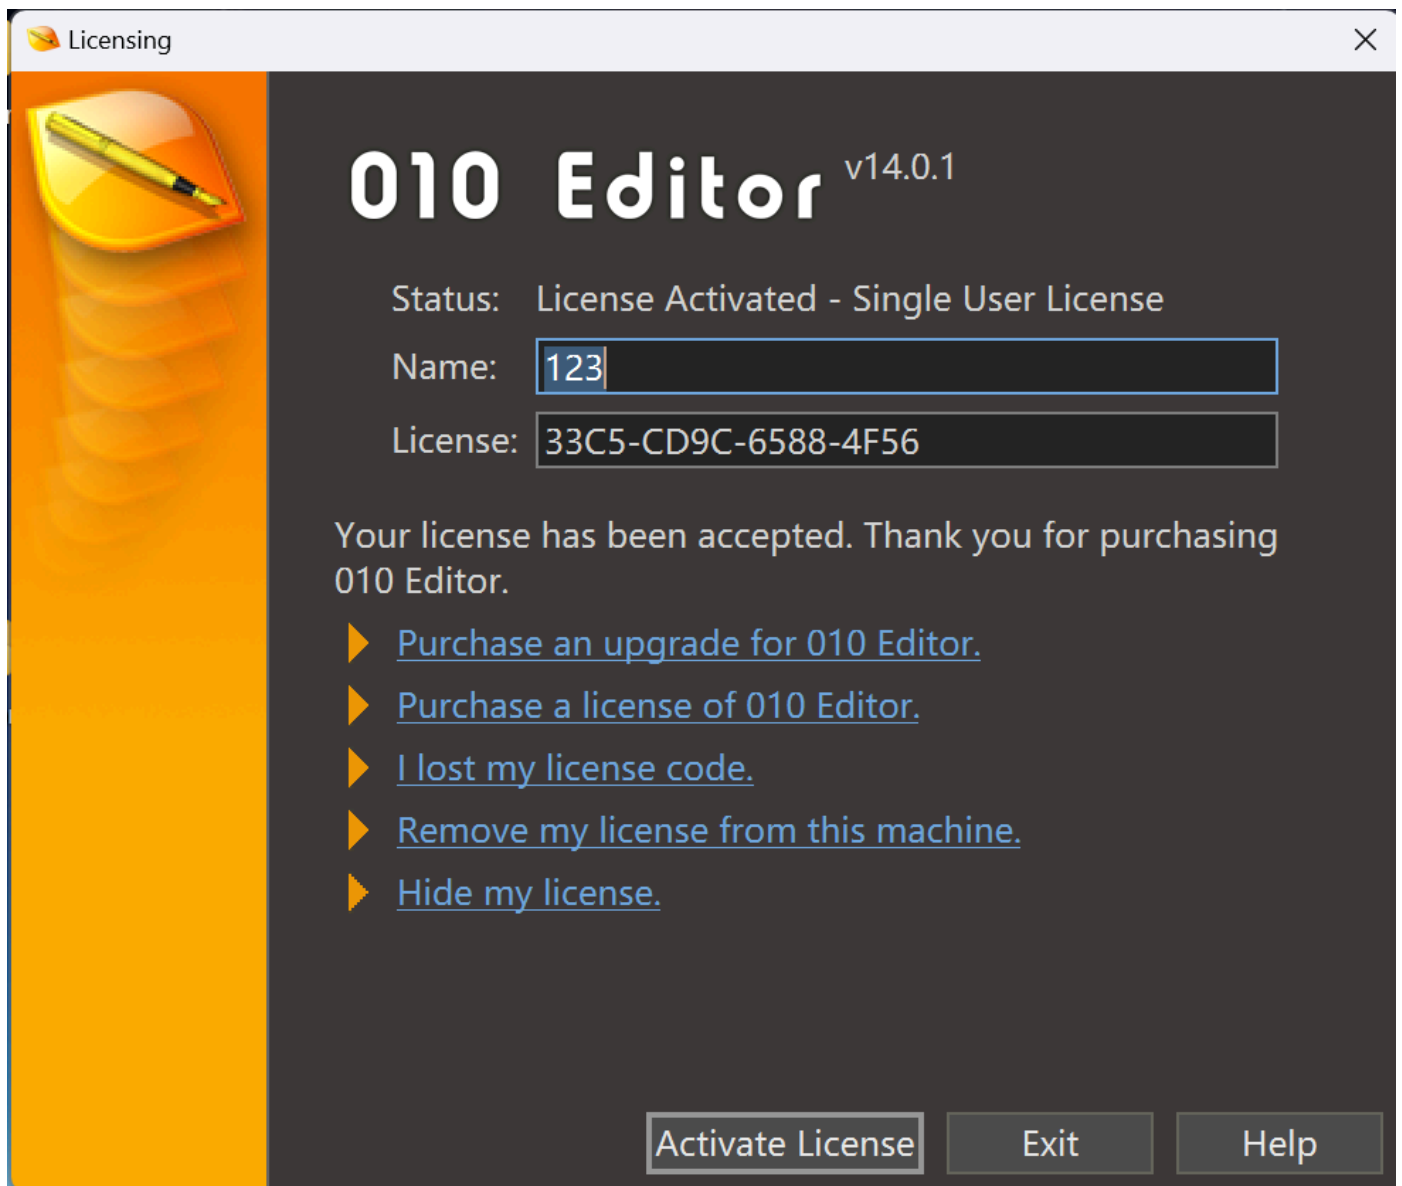 Licensing
010 Editor v14.0.1
Status: License Activated - Single User License
Name: 123
License: 33C5-CD9C-6588-4F56
Your license has been accepted. Thank you for purchasing
010 Editor.
Purchase an upgrade for 010 Editor.
Purchase a license of 010 Editor.
I lost my license code.
Remove my license from this machine.
Hide my license.
Activate License Exit Help